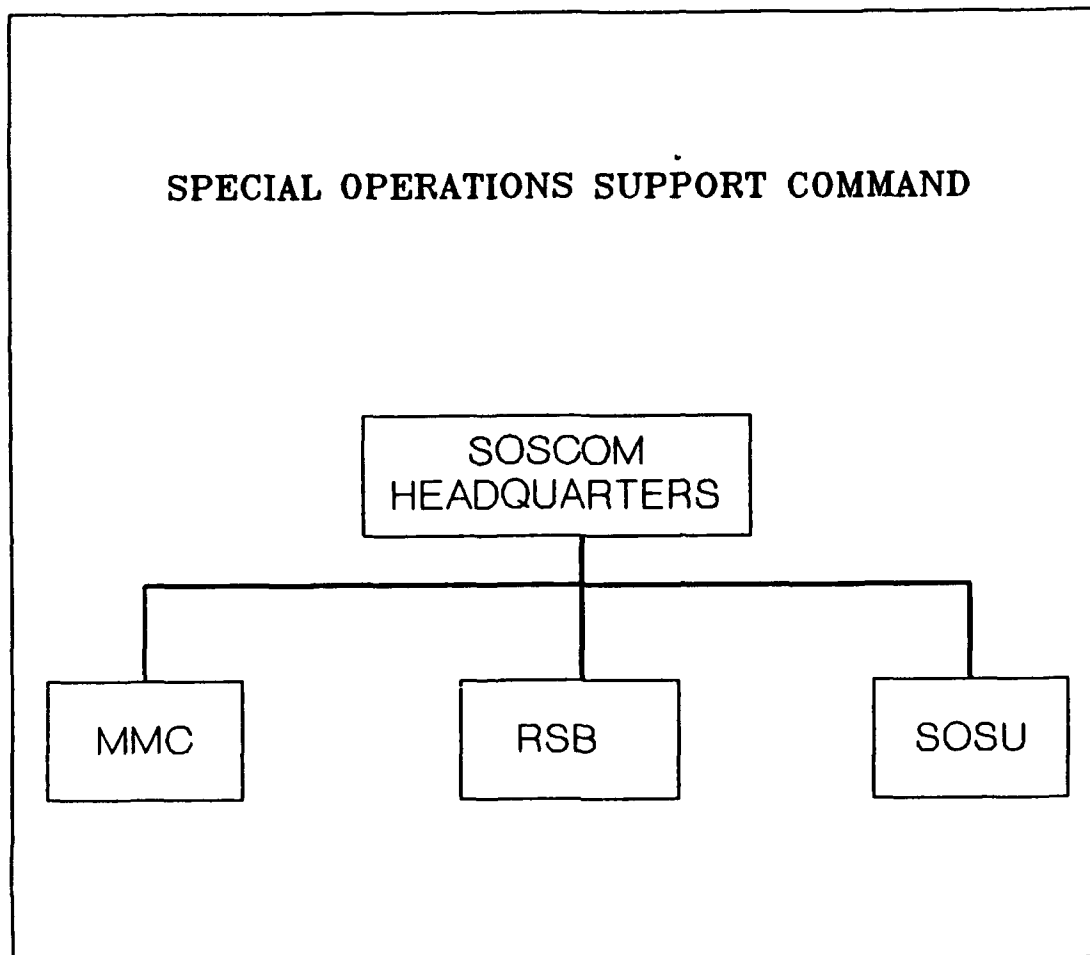 SPECIAL OPERATIONS SUPPORT COMMAND
SOSCOM
HEADQUARTERS
MMC
RSB
SOSU